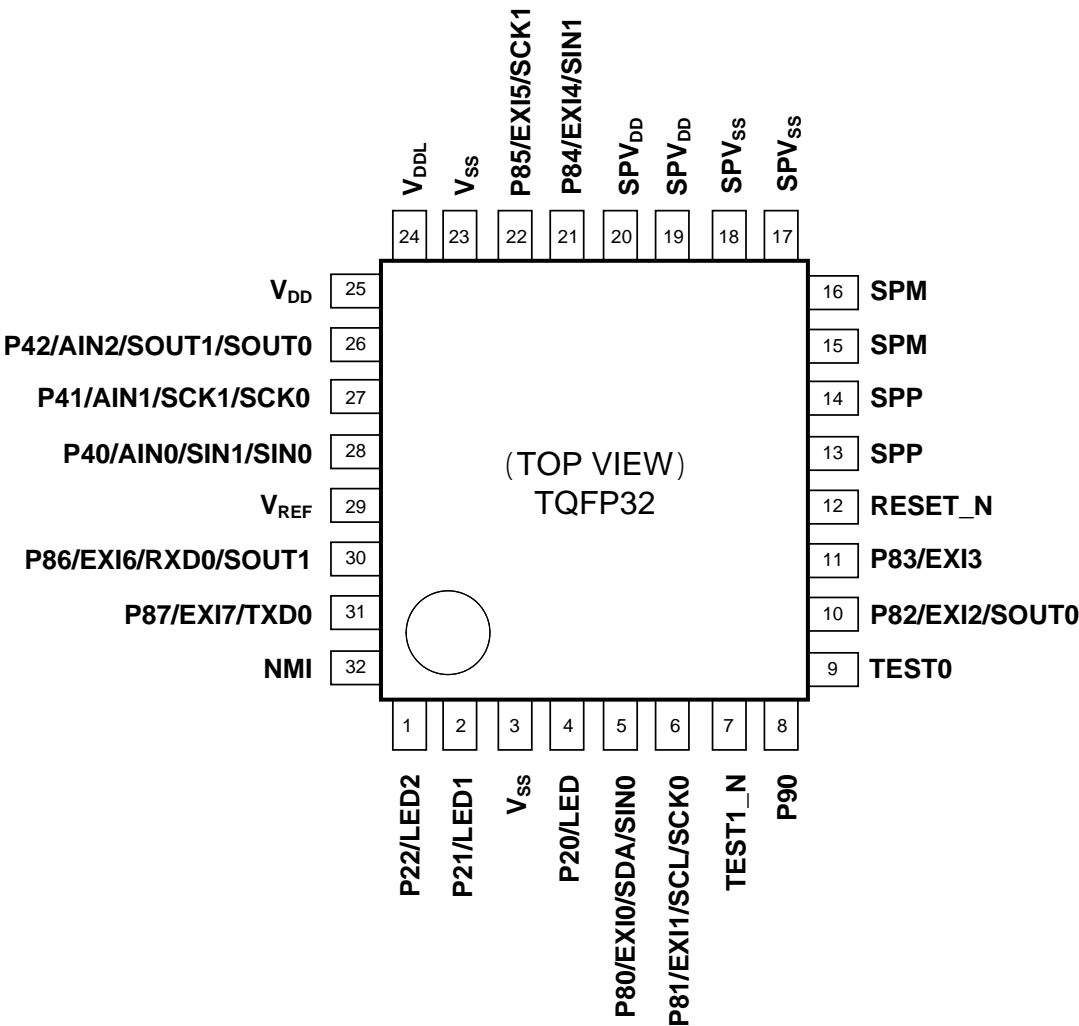 P85/EXI5/SCK1
P84/EXI4/SIN1
VDDL
VSS
SPVDD
SPVDD
SPVSS
SPVSS
24
23
22
21
20
19
18
17
VDD
25
P42/AIN2/SOUT1/SOUT0
26
P41/AIN1/SCK1/SCK0
27
P40/AIN0/SIN1/SIN0
28
VREF
29
P86/EXI6/RXD0/SOUT1
30
P87/EXI7/TXD0
31
NMI
32
(TOP VIEW)
TQFP32
16
SPM
15
SPM
14
SPP
13
SPP
12
RESET_N
11
P83/EXI3
10
P82/EXI2/SOUT0
9
TEST0
1
2
3
4
5
6
7
8
P22/LED2
P21/LED1
VSS
P20/LED
P80/EXI0/SDA/SIN0
P81/EXI1/SCL/SCK0
TEST1_N
P90